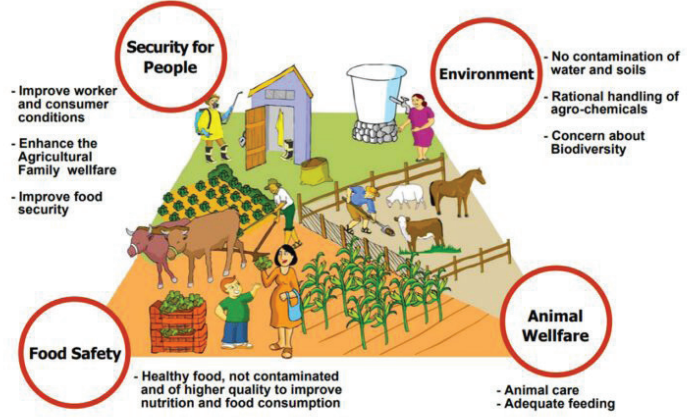 Security for
People
- Improve worker
and consumer
conditions
- Enhance the
Agricultural
Family wellfare
- Improve food
security
Environment
- No contamination of
water and soils
- Rational handling of
agro-chemicals
- Concern about
Biodiversity
Food Safety
- Healthy food, not contaminated
and of higher quality to improve
nutrition and food consumption
Animal
Wellfare
- Animal care
- Adequate feeding